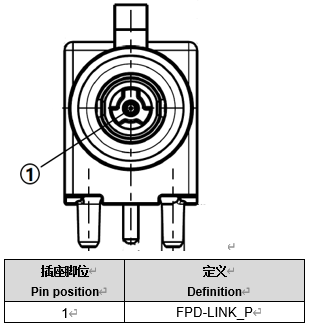 ①
插座脚位 定义
Pin position Definition
1 FPD-LINK_P